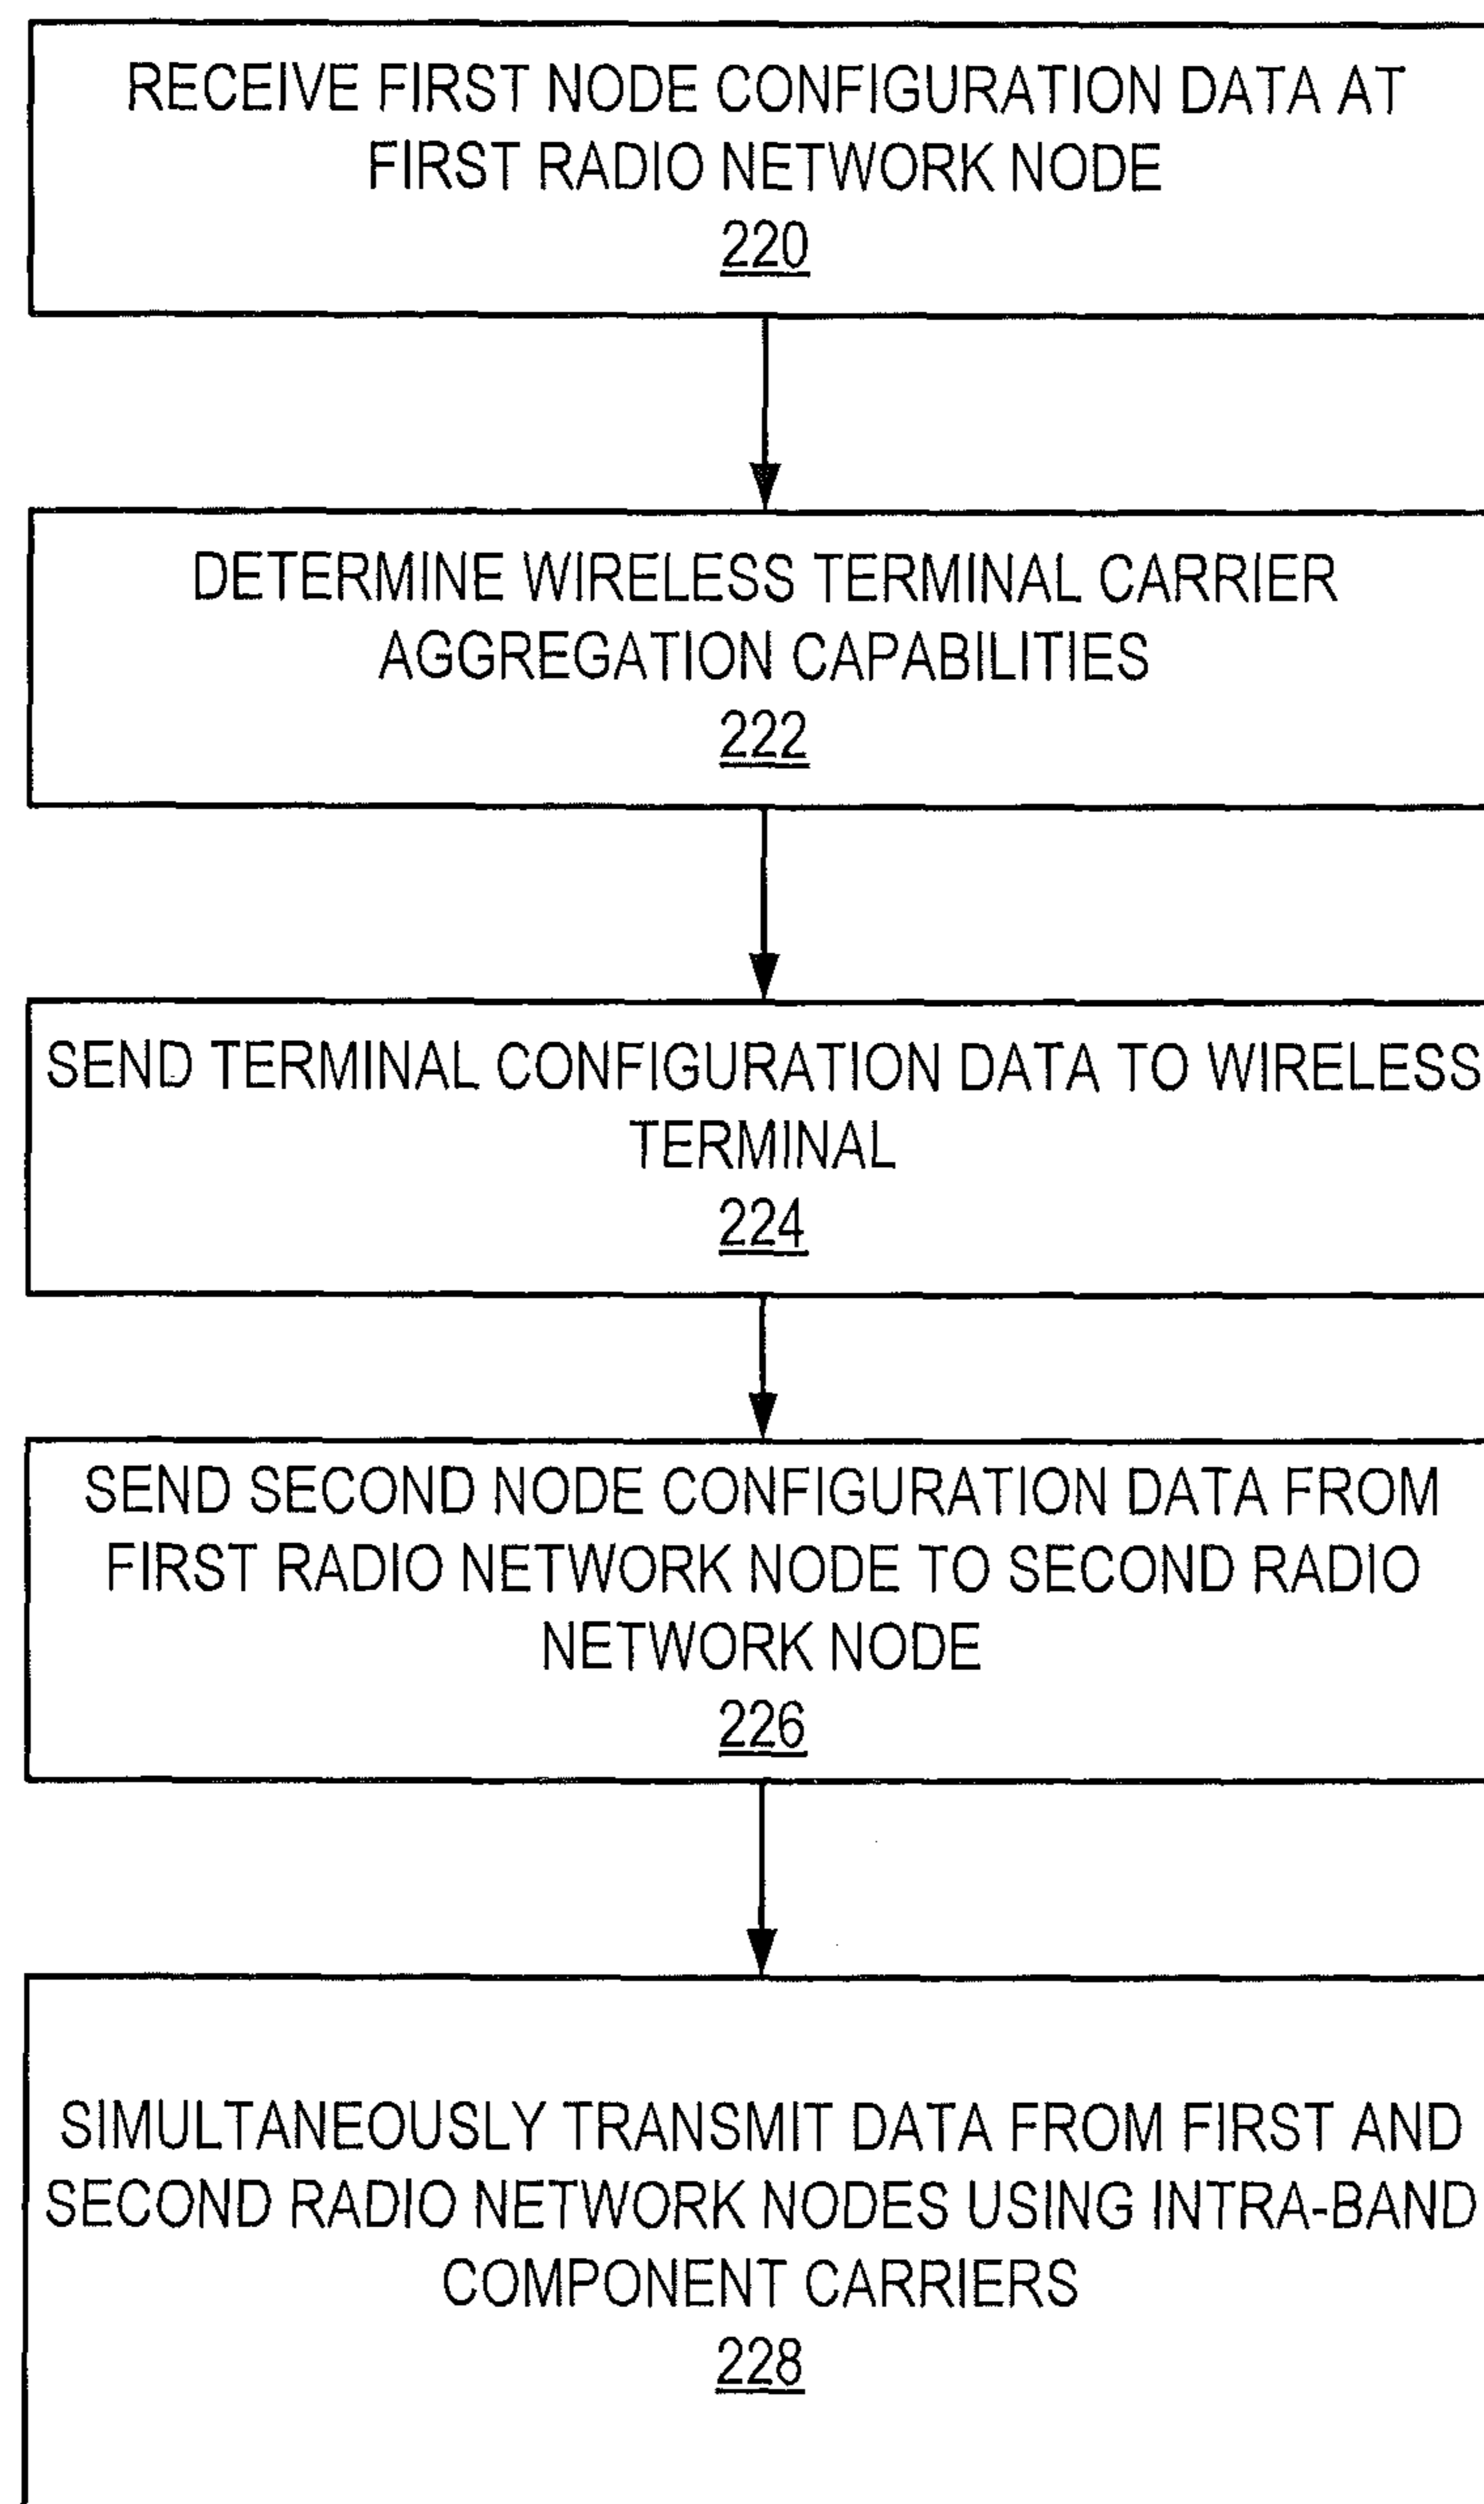 RECEIVE FIRST NODE CONFIGURATION DATA AT
FIRST RADIO NETWORK NODE
220
DETERMINE WIRELESS TERMINAL CARRIER
AGGREGATION CAPABILITIES
222
SEND TERMINAL CONFIGURATION DATA TO WIRELESS
TERMINAL
224
SEND SECOND NODE CONFIGURATION DATA FROM
FIRST RADIO NETWORK NODE TO SECOND RADIO
NETWORK NODE
226
SIMULTANEOUSLY TRANSMIT DATA FROM FIRST AND
SECOND RADIO NETWORK NODES USING INTRA-BAND
COMPONENT CARRIERS
228